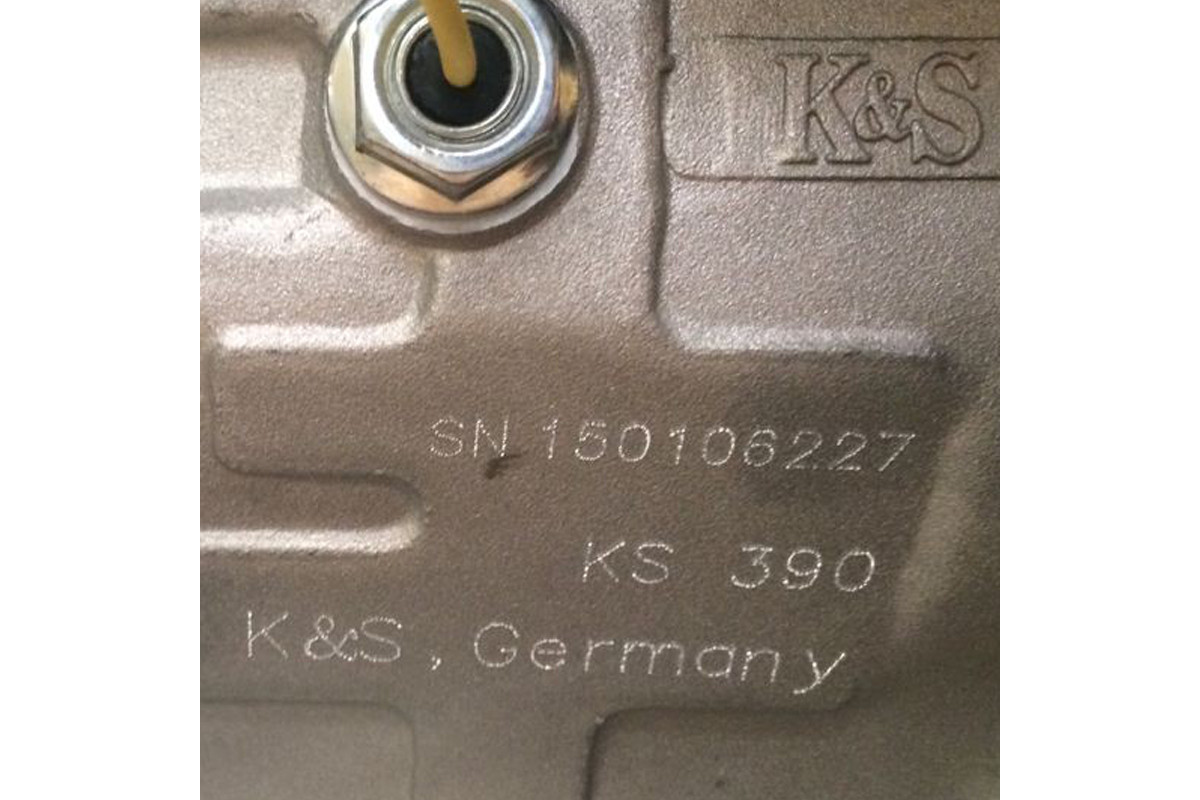 K&S
SN 150106227
KS 390
K&S, Germany